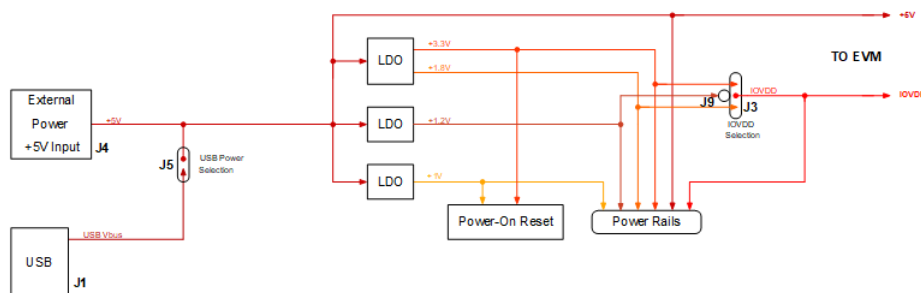 +5V
TO EVM
LDO
+3.3V
+1.8V
J9
IOVDD
J3
IOVDD
Selection
IOVDD
External
Power
+5V Input
J4
+5V
LDO
+1.2V
J5
USB Power
Selection
LDO
+1V
Power-On Reset
Power Rails
USB
J1
USB Vbus